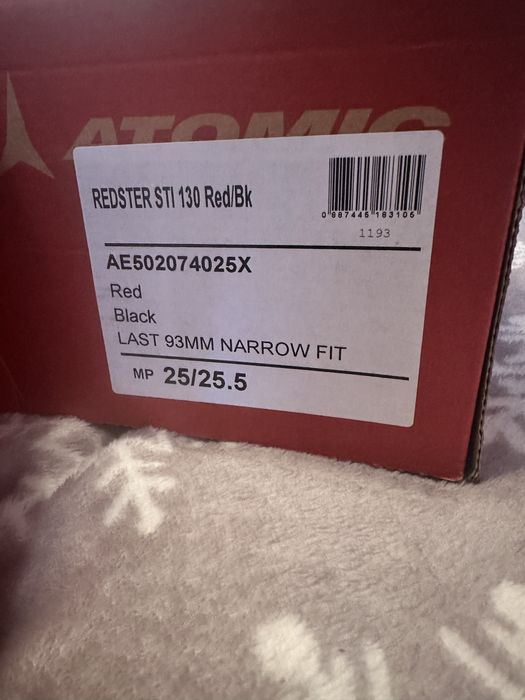 ATOMIC
REDSTER STI 130 Red/Bk
0 887445 183105
1193
AE502074025X
Red
Black
LAST 93MM NARROW FIT
MP 25/25.5